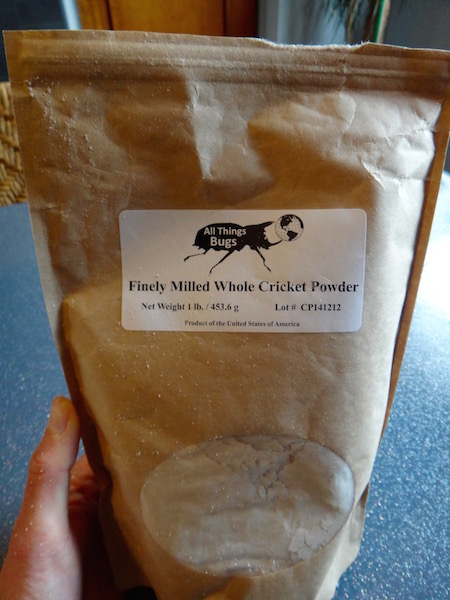 All Things
Bugs
Finely Milled Whole Cricket Powder
Net Weight 1 lb. / 453.6 g Lot # CP141212
Product of the United States of America